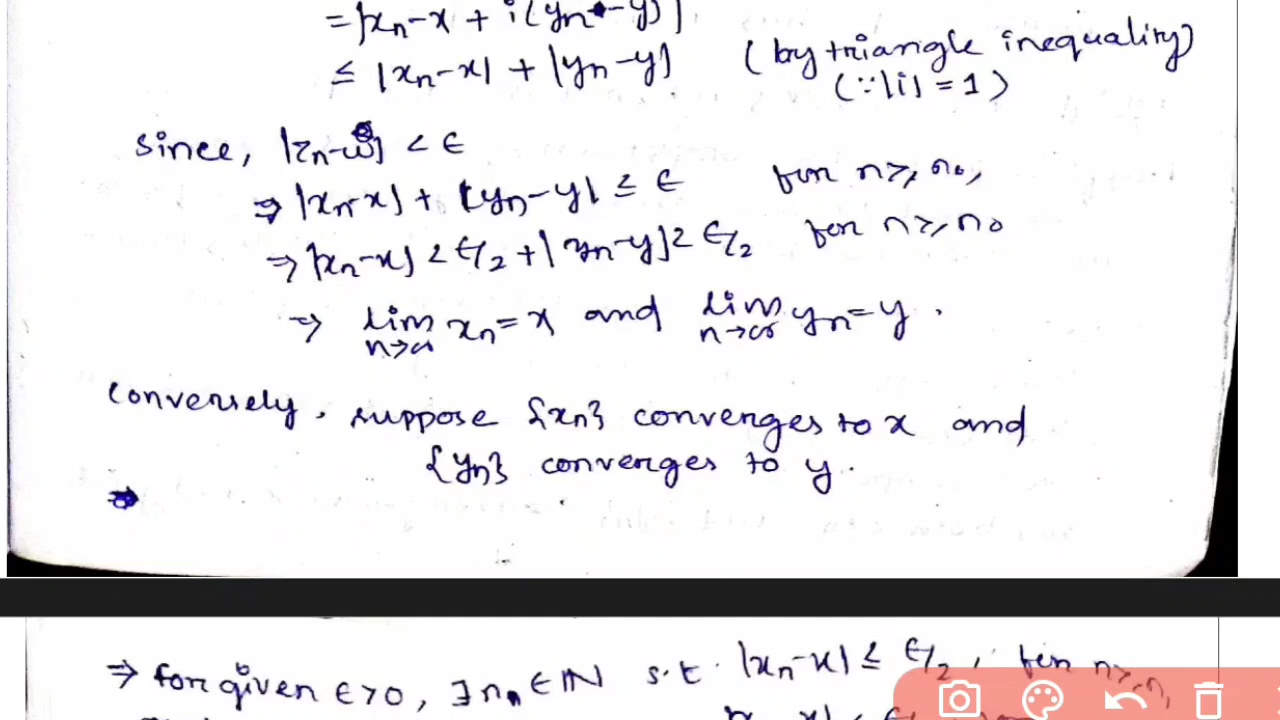 = |xn - x + i(yn - y)|
≤ |xn - x| + |yn - y| (by triangle inequality)
(∵ |i| = 1)
since, |zn - ω| < ∈
⇒ |xn - x| + |yn - y| ≤ ∈ for n ≥ n0,
⇒ |xn - x| < ∈/2 + |yn - y| < ∈/2 for n ≥ n0
⇒ lim n→∞ xn = x and lim n→∞ yn = y.
Conversely, suppose {xn} converges to x and
{yn} converges to y.
⇒ for given ∈ > 0, ∃ n ∈ ℕ s.t. |xn - x| ≤ ∈/2, for n ≥ n